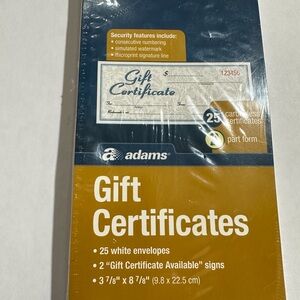 Security features include:
• consecutive numbering
• simulated watermark
• microprint signature line
Gift
Certificate
$
123456
25
certificates
2
part form
adams®
Gift
Certificates
• 25 white envelopes
• 2 "Gift Certificate Available" signs
• 3 7/8" x 8 7/8" (9.8 x 22.5 cm)